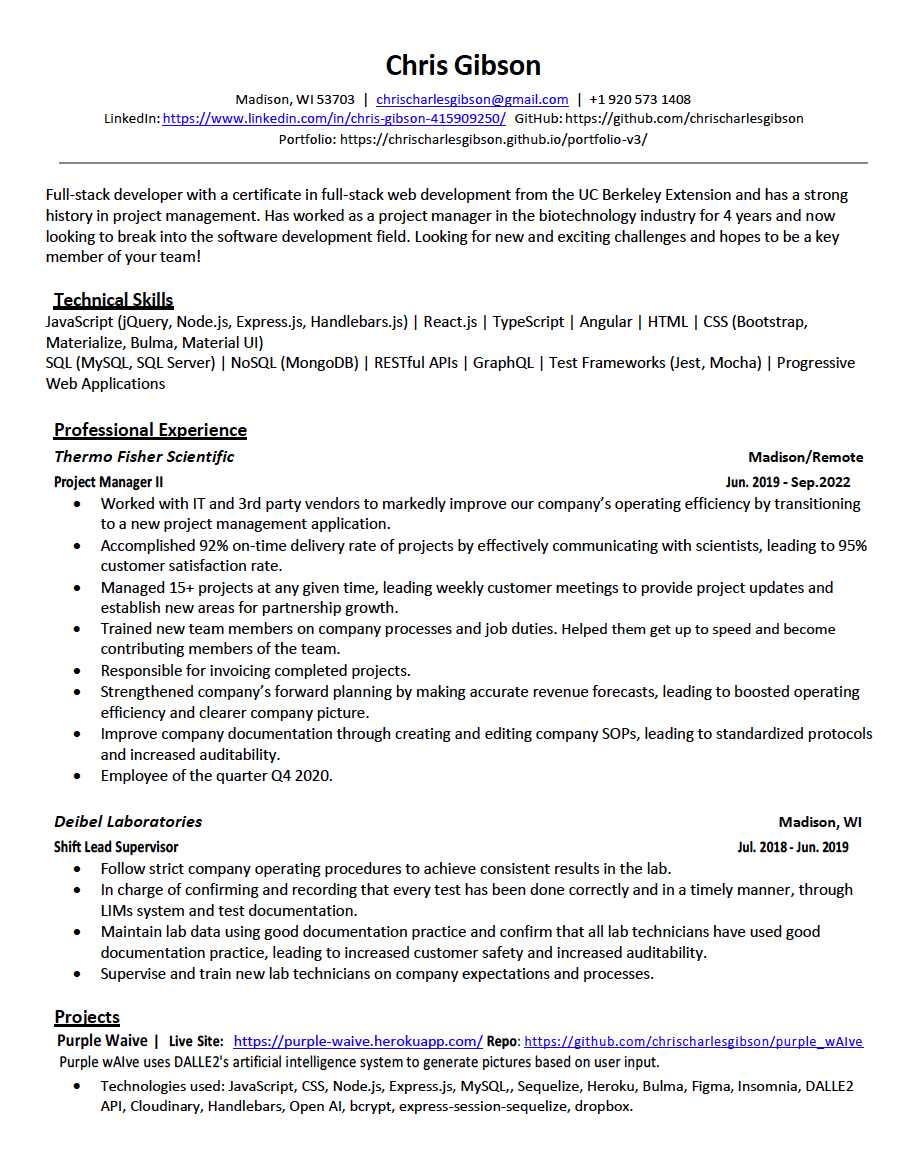 Chris Gibson
Madison, WI 53703 | chrischarlesgibson@gmail.com | +1 920 573 1408
LinkedIn: https://www.linkedin.com/in/chris-gibson-415909250/ GitHub: https://github.com/chrischarlesgibson
Portfolio: https://chrischarlesgibson.github.io/portfolio-v3/
Full-stack developer with a certificate in full-stack web development from the UC Berkeley Extension and has a strong
history in project management. Has worked as a project manager in the biotechnology industry for 4 years and now
looking to break into the software development field. Looking for new and exciting challenges and hopes to be a key
member of your team!
Technical Skills
JavaScript (jQuery, Node.js, Express.js, Handlebars.js) | React.js | TypeScript | Angular | HTML | CSS (Bootstrap,
Materialize, Bulma, Material UI)
SQL (MySQL, SQL Server) | NoSQL (MongoDB) | RESTful APIs | GraphQL | Test Frameworks (Jest, Mocha) | Progressive
Web Applications
Professional Experience
Thermo Fisher Scientific Madison/Remote
Project Manager II Jun. 2019 - Sep.2022
• Worked with IT and 3rd party vendors to markedly improve our company’s operating efficiency by transitioning
to a new project management application.
• Accomplished 92% on-time delivery rate of projects by effectively communicating with scientists, leading to 95%
customer satisfaction rate.
• Managed 15+ projects at any given time, leading weekly customer meetings to provide project updates and
establish new areas for partnership growth.
• Trained new team members on company processes and job duties. Helped them get up to speed and become
contributing members of the team.
• Responsible for invoicing completed projects.
• Strengthened company’s forward planning by making accurate revenue forecasts, leading to boosted operating
efficiency and clearer company picture.
• Improve company documentation through creating and editing company SOPs, leading to standardized protocols
and increased auditability.
• Employee of the quarter Q4 2020.
Deibel Laboratories Madison, WI
Shift Lead Supervisor Jul. 2018 - Jun. 2019
• Follow strict company operating procedures to achieve consistent results in the lab.
• In charge of confirming and recording that every test has been done correctly and in a timely manner, through
LIMs system and test documentation.
• Maintain lab data using good documentation practice and confirm that all lab technicians have used good
documentation practice, leading to increased customer safety and increased auditability.
• Supervise and train new lab technicians on company expectations and processes.
Projects
Purple Waive | Live Site: https://purple-waive.herokuapp.com/ Repo: https://github.com/chrischarlesgibson/purple_wAIve
Purple wAIve uses DALLE2's artificial intelligence system to generate pictures based on user input.
• Technologies used: JavaScript, CSS, Node.js, Express.js, MySQL,, Sequelize, Heroku, Bulma, Figma, Insomnia, DALLE2
API, Cloudinary, Handlebars, Open AI, bcrypt, express-session-sequelize, dropbox.